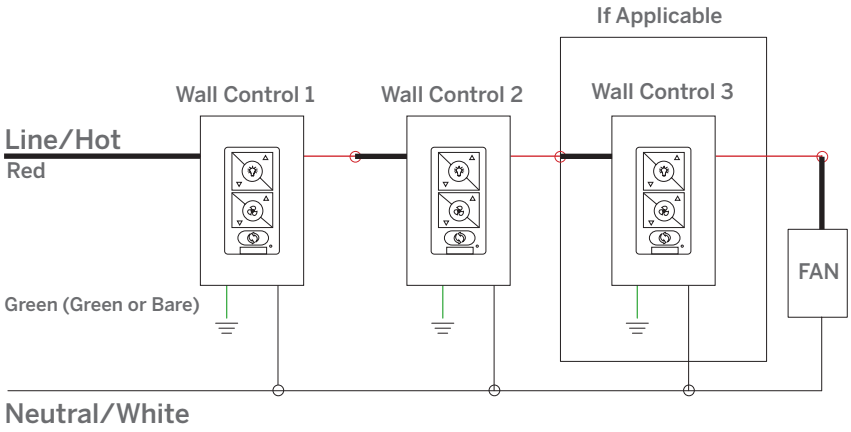 If Applicable
Wall Control 1
Wall Control 2
Wall Control 3
Line/Hot
Red
FAN
Green (Green or Bare)
Neutral/White